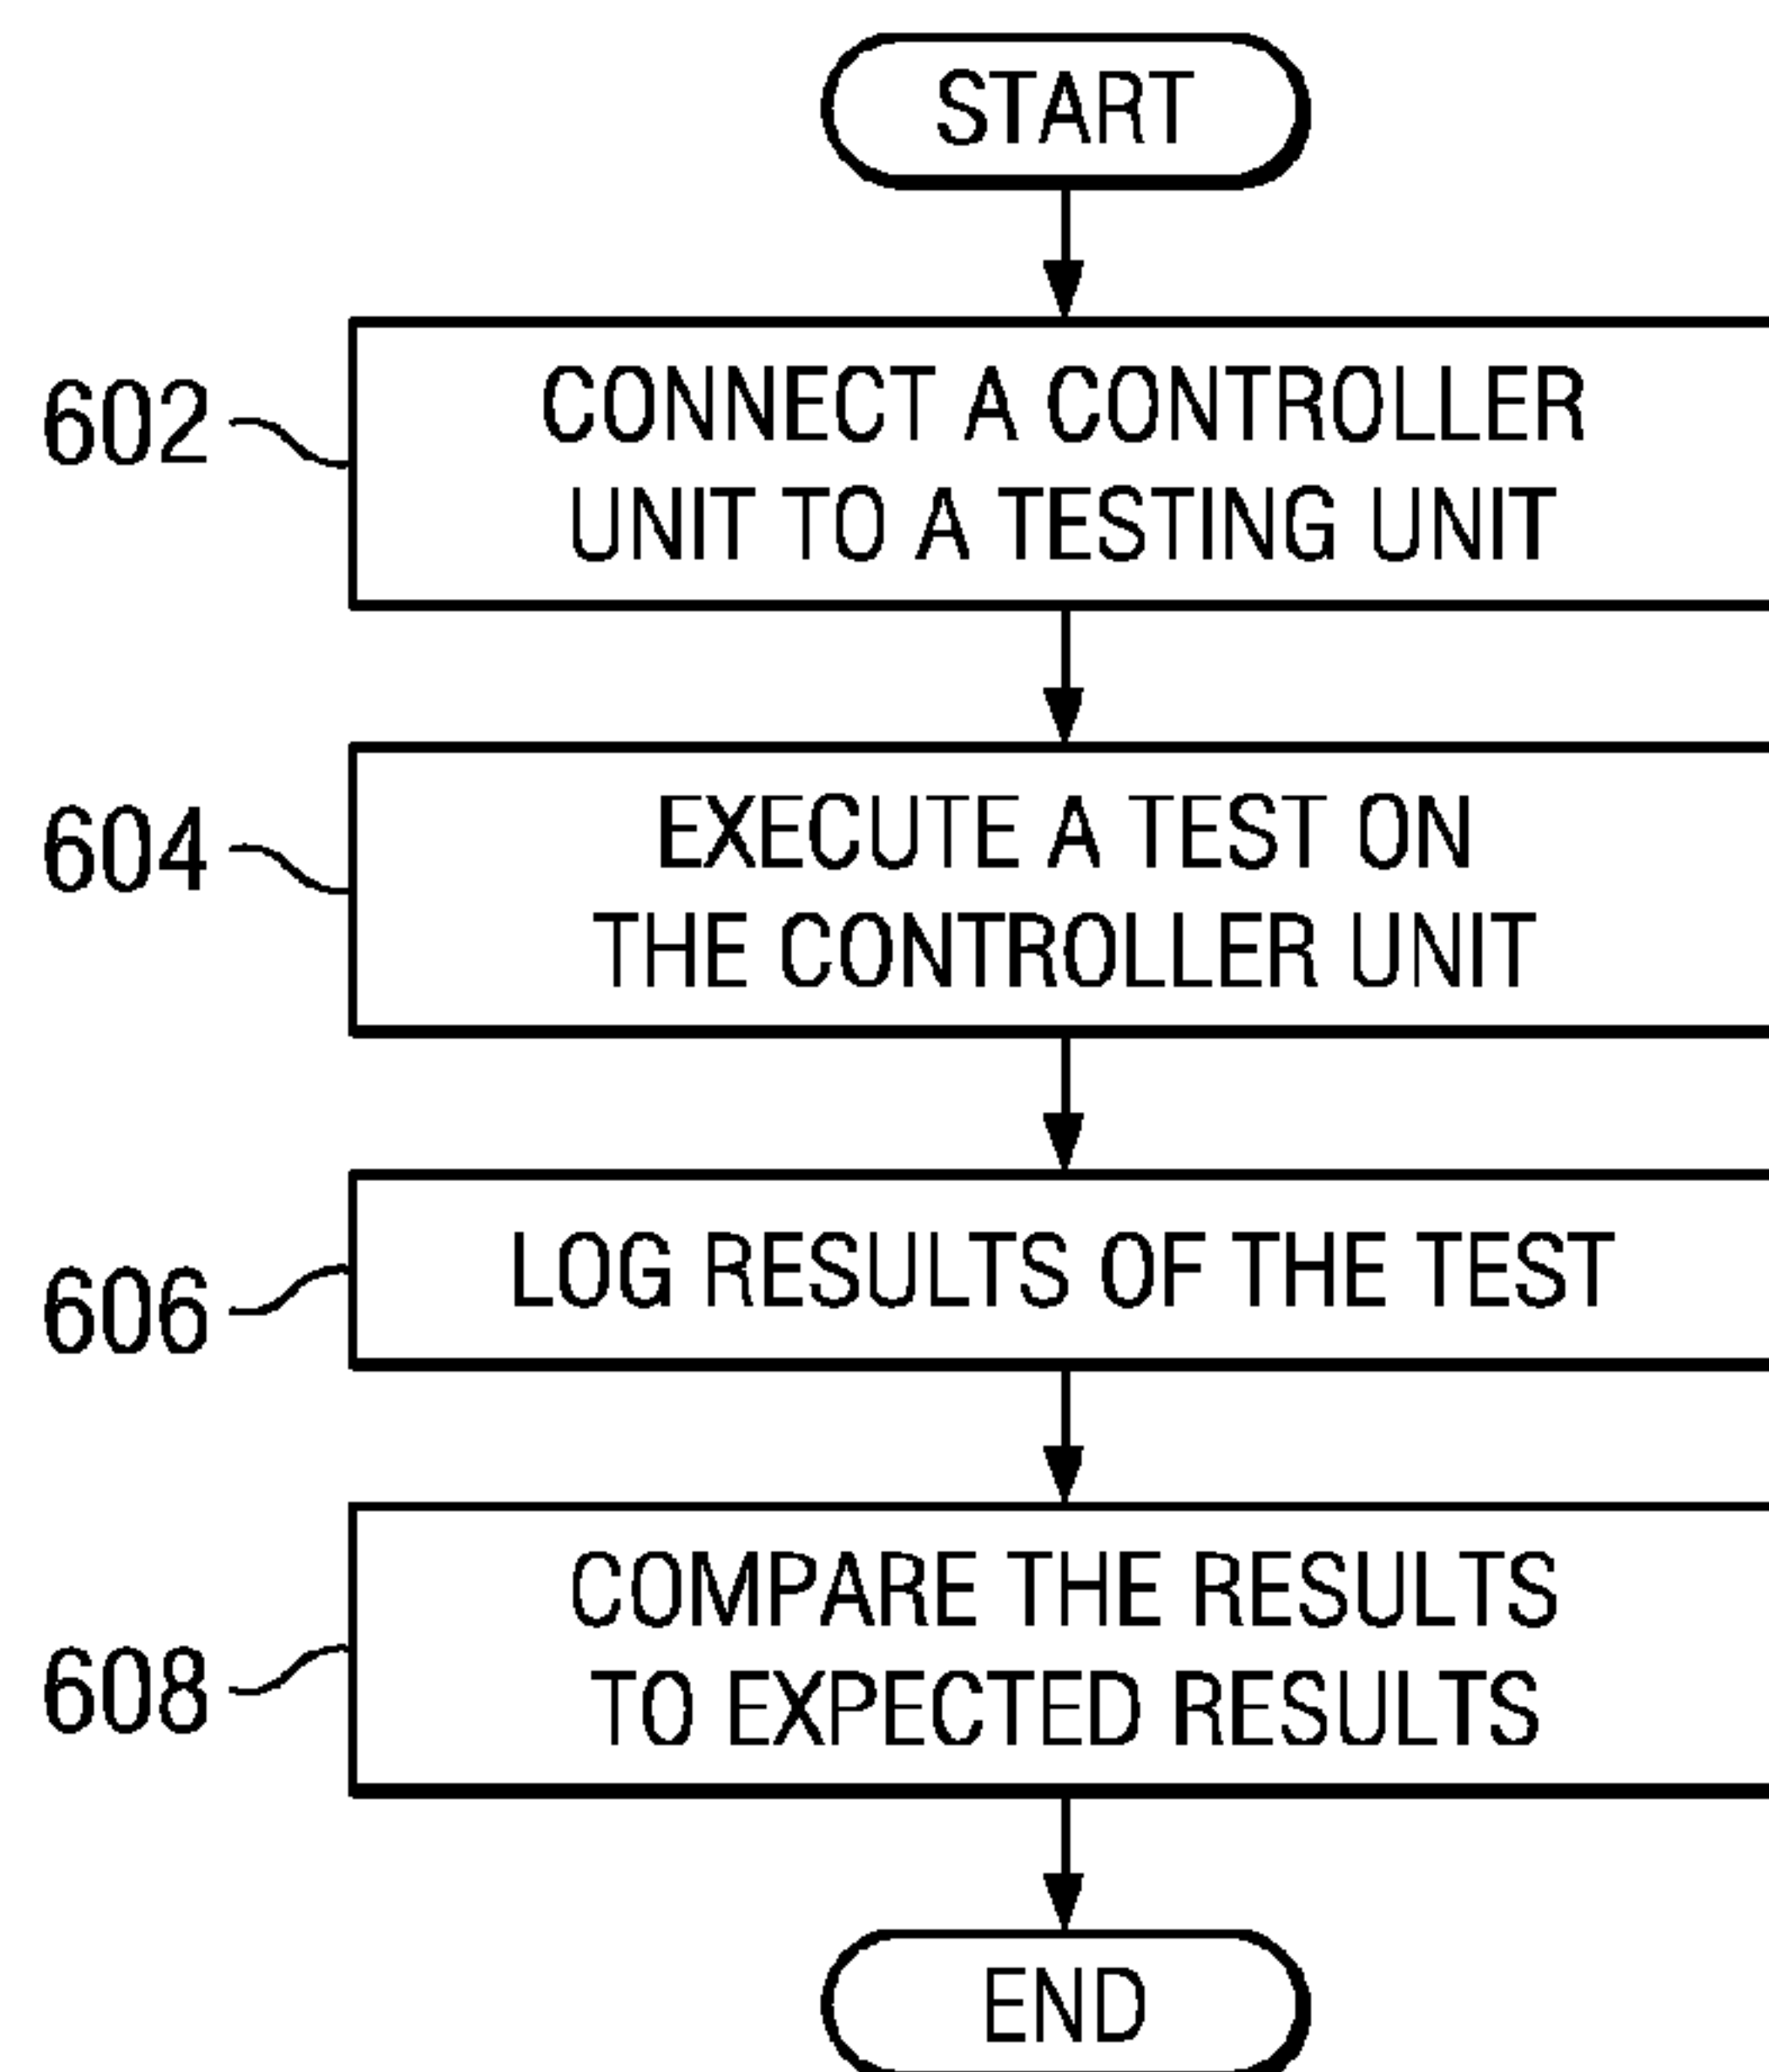 START
602
CONNECT A CONTROLLER
UNIT TO A TESTING UNIT
604
EXECUTE A TEST ON
THE CONTROLLER UNIT
606
LOG RESULTS OF THE TEST
608
COMPARE THE RESULTS
TO EXPECTED RESULTS
END